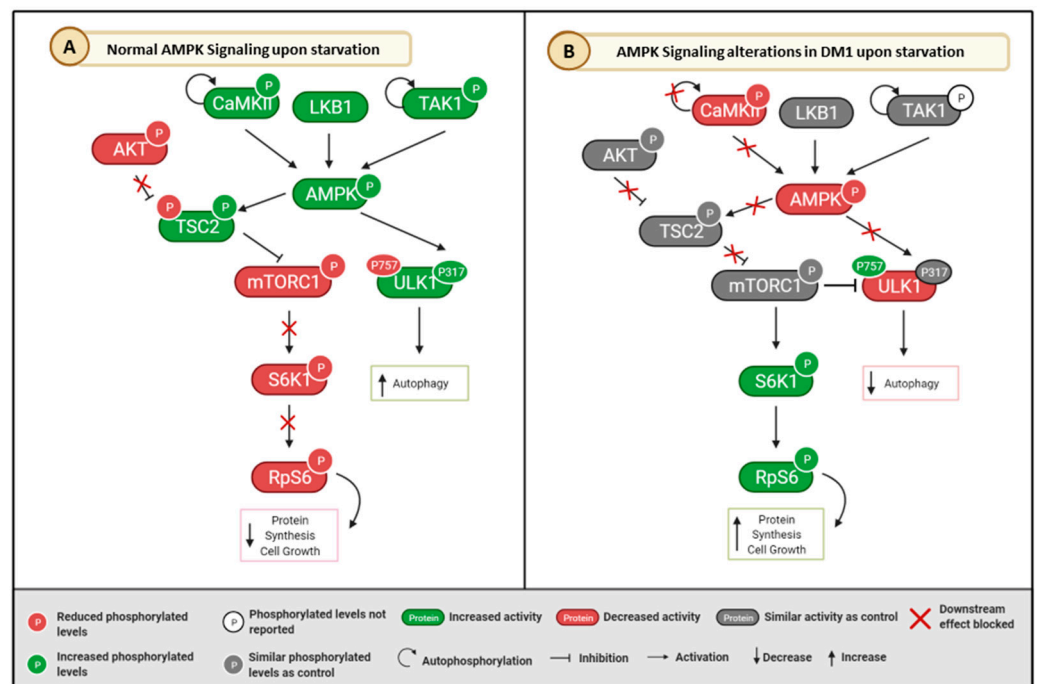 A
Normal AMPK Signaling upon starvation
CaMKII
P
LKB1
TAK1
P
AKT
P
AMPK
P
P
P
TSC2
mTORC1
P
P757
P317
ULK1
S6K1
P
Autophagy
RpS6
P
Protein
Synthesis
Cell Growth
B
AMPK Signaling alterations in DM1 upon starvation
CaMKII
P
LKB1
TAK1
P
AKT
P
AMPK
P
TSC2
P
mTORC1
P
P757
P317
ULK1
S6K1
P
Autophagy
RpS6
P
Protein
Synthesis
Cell Growth
P
Reduced phosphorylated
levels
P
Phosphorylated levels not
reported
Protein
Increased activity
Protein
Decreased activity
Protein
Similar activity as control
Downstream
effect blocked
P
Increased phosphorylated
levels
P
Similar phosphorylated
levels as control
Autophosphorylation
Inhibition
Activation
Decrease
Increase